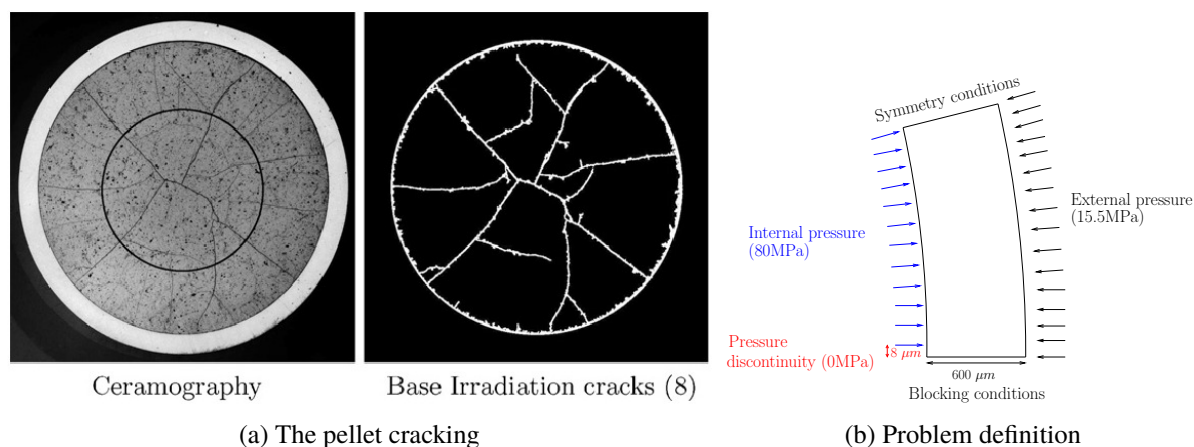 Ceramography
Base Irradiation cracks (8)
(a) The pellet cracking
Symmetry conditions
Internal pressure
(80MPa)
External pressure
(15.5MPa)
Pressure
discontinuity (0MPa)
8 μm
600 μm
Blocking conditions
(b) Problem definition